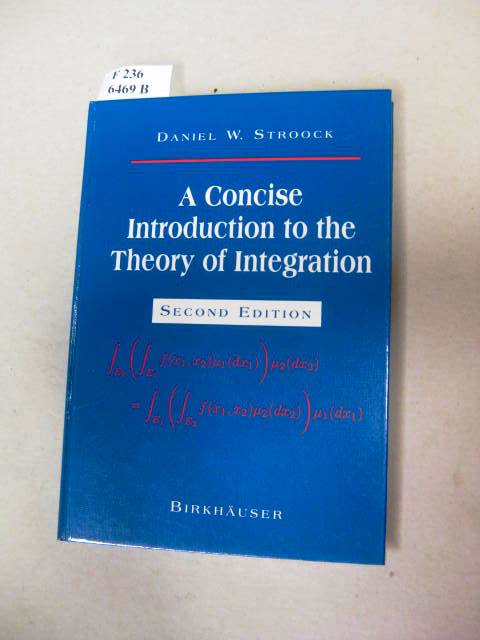 F 236
6469 B
DANIEL W. STROOCK
A Concise
Introduction to the
Theory of Integration
SECOND EDITION
∫_{E₂} ( ∫_{E₁} f(x₁, x₂)μ₁(dx₁) ) μ₂(dx₂)
= ∫_{E₁} ( ∫_{E₂} f(x₁, x₂)μ₂(dx₂) ) μ₁(dx₁)
BIRKHÄUSER